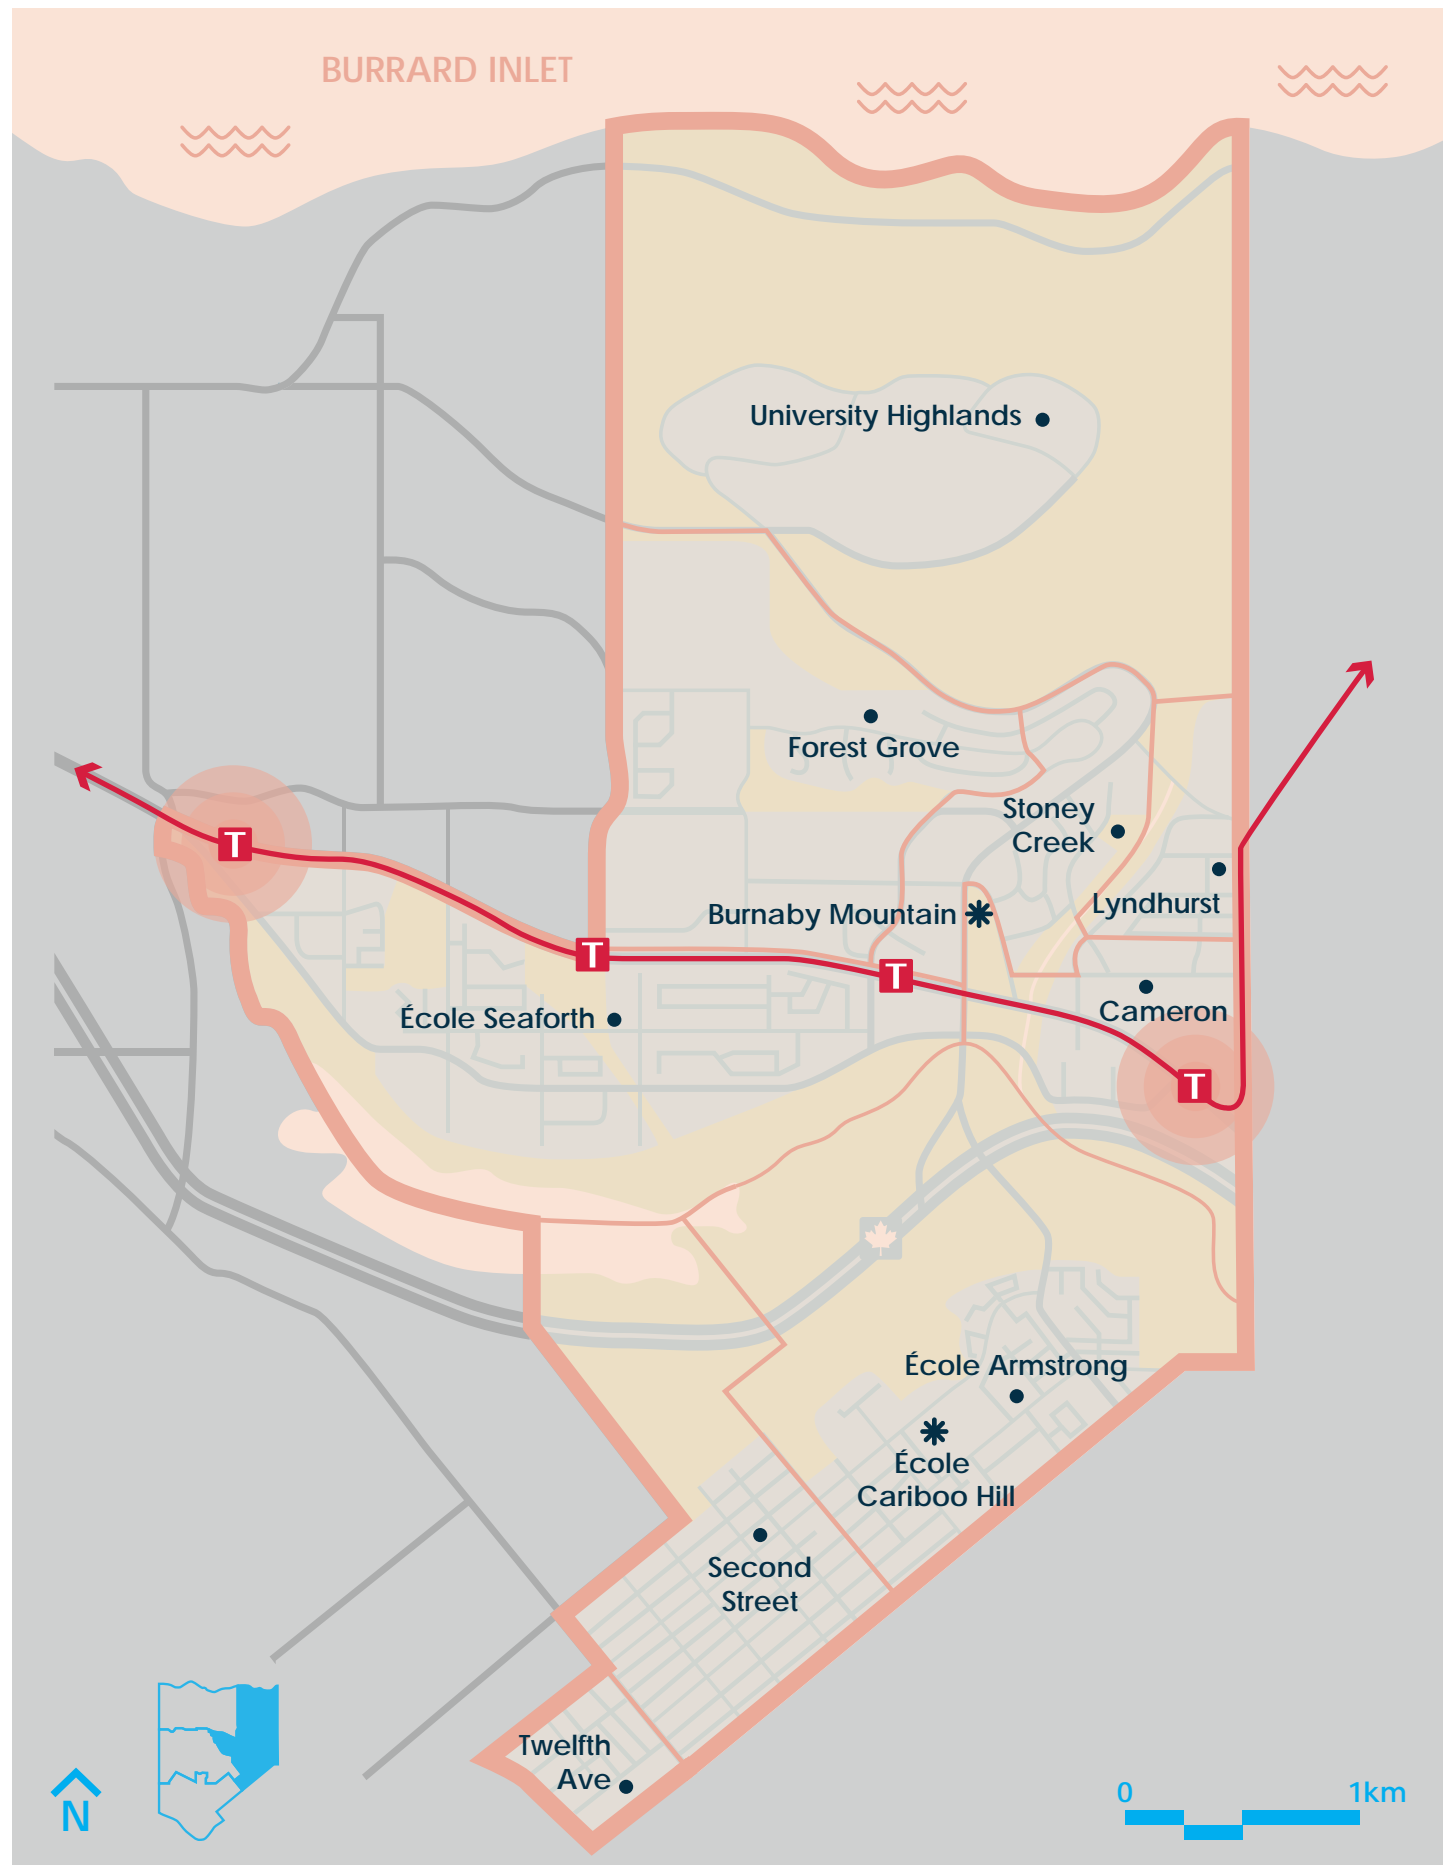 BURRARD INLET
University Highlands
Forest Grove
Stoney
Creek
Lyndhurst
Burnaby Mountain
T
T
T
Cameron
École Seaforth
T
École Armstrong
École
Cariboo Hill
Second
Street
Twelfth
Ave
N
0
1km